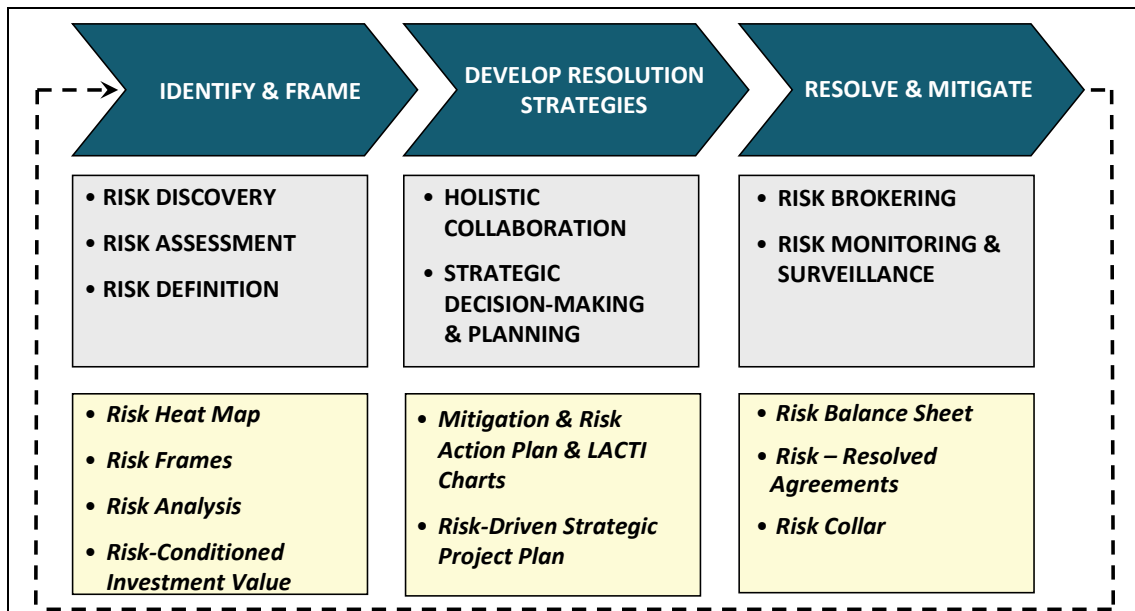 IDENTIFY & FRAME
DEVELOP RESOLUTION
STRATEGIES
RESOLVE & MITIGATE
• RISK DISCOVERY
• RISK ASSESSMENT
• RISK DEFINITION
• HOLISTIC
COLLABORATION
• STRATEGIC
DECISION-MAKING
& PLANNING
• RISK BROKERING
• RISK MONITORING &
SURVEILLANCE
• Risk Heat Map
• Risk Frames
• Risk Analysis
• Risk-Conditioned
Investment Value
• Mitigation & Risk
Action Plan & LACTI
Charts
• Risk-Driven Strategic
Project Plan
• Risk Balance Sheet
• Risk – Resolved
Agreements
• Risk Collar